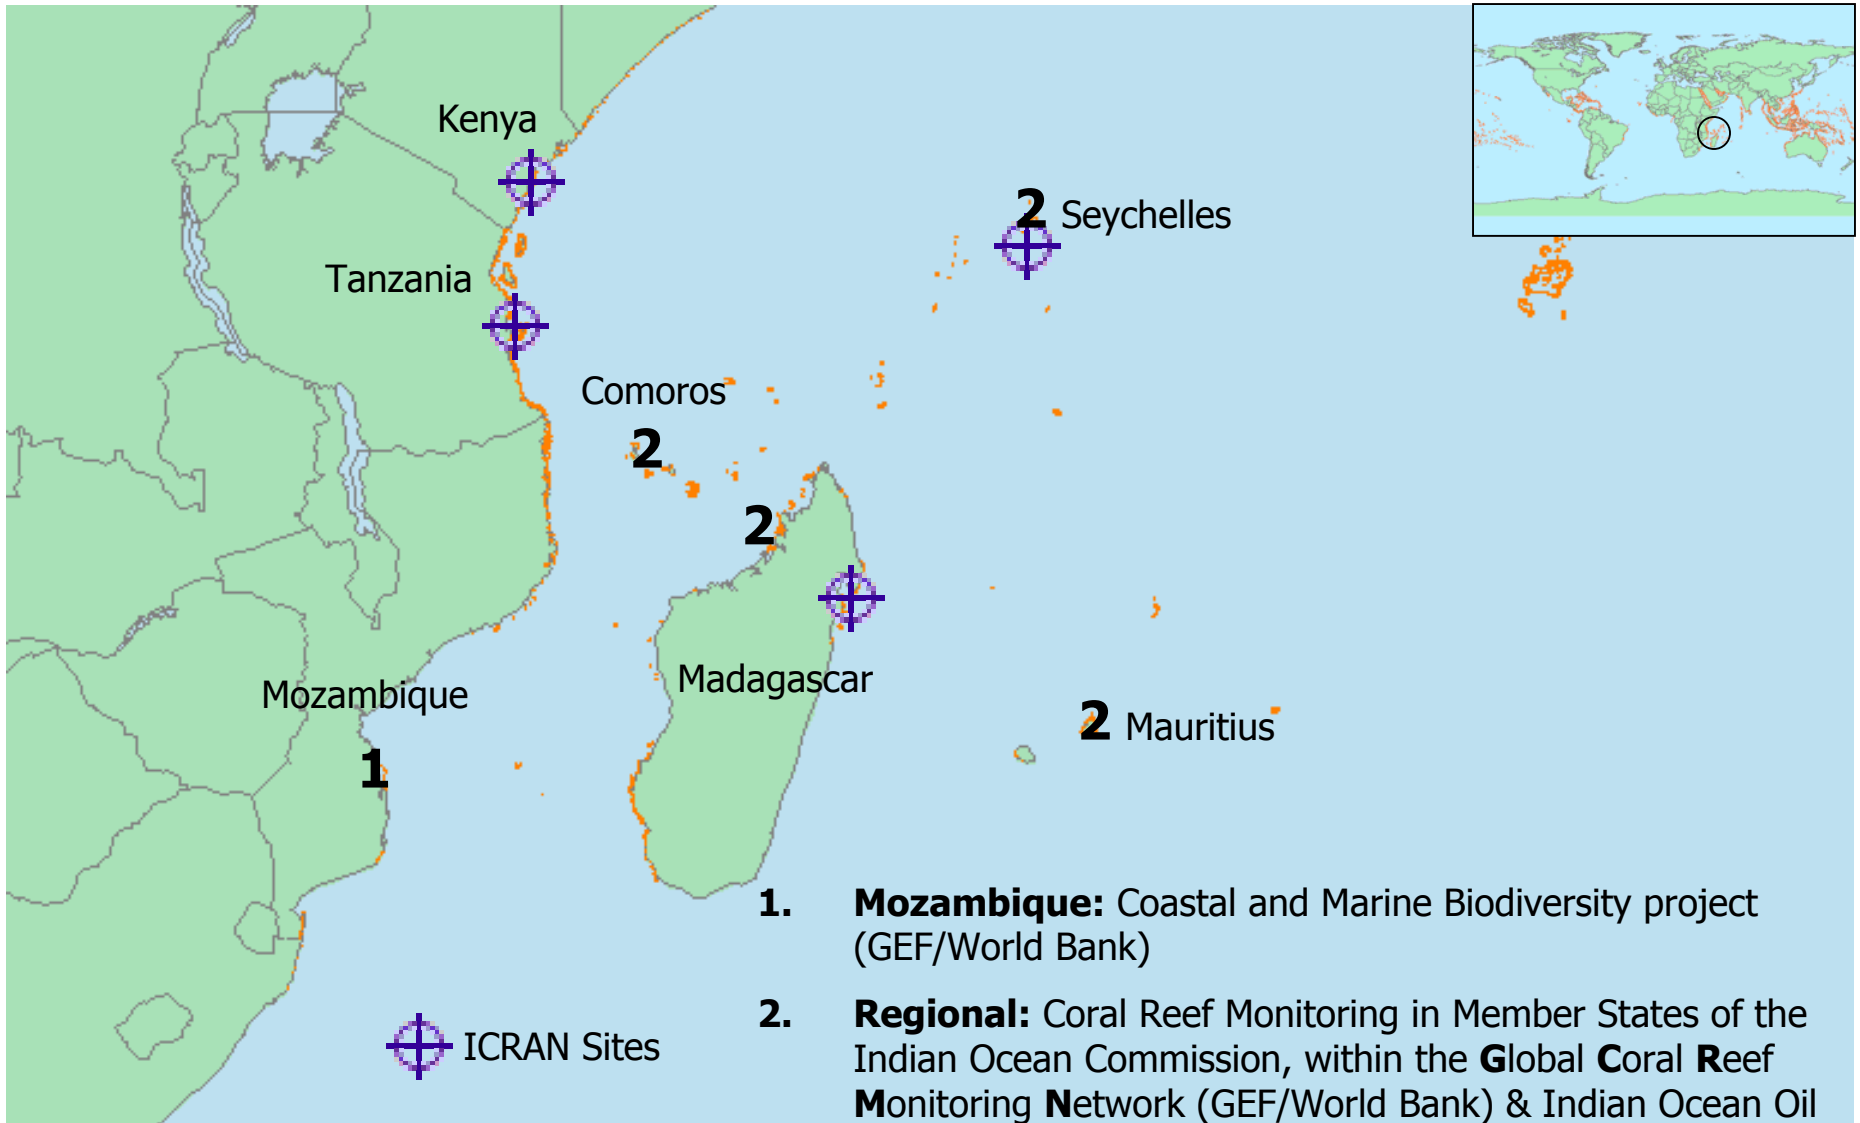 Kenya
2 Seychelles
Tanzania
Comoros
2
2
Madagascar
Mozambique
2 Mauritius
1
1. Mozambique: Coastal and Marine Biodiversity project
(GEF/World Bank)
2. Regional: Coral Reef Monitoring in Member States of the
Indian Ocean Commission, within the Global Coral Reef
Monitoring Network (GEF/World Bank) & Indian Ocean Oil
ICRAN Sites